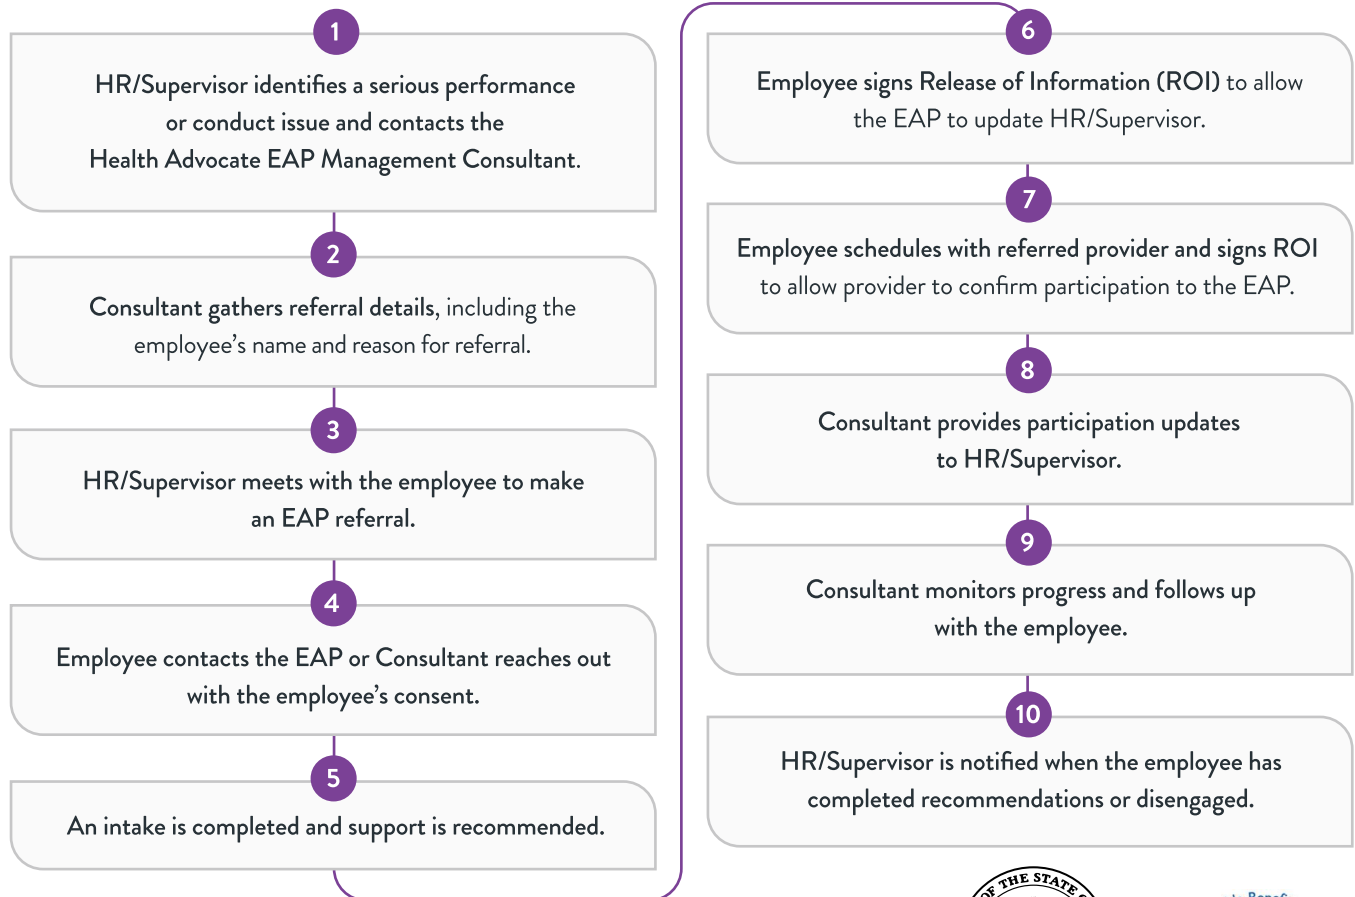 1
HR/Supervisor identifies a serious performance
or conduct issue and contacts the
Health Advocate EAP Management Consultant.
2
Consultant gathers referral details, including the
employee’s name and reason for referral.
3
HR/Supervisor meets with the employee to make
an EAP referral.
4
Employee contacts the EAP or Consultant reaches out
with the employee’s consent.
5
An intake is completed and support is recommended.
6
Employee signs Release of Information (ROI) to allow
the EAP to update HR/Supervisor.
7
Employee schedules with referred provider and signs ROI
to allow provider to confirm participation to the EAP.
8
Consultant provides participation updates
to HR/Supervisor.
9
Consultant monitors progress and follows up
with the employee.
10
HR/Supervisor is notified when the employee has
completed recommendations or disengaged.
OF THE STATE